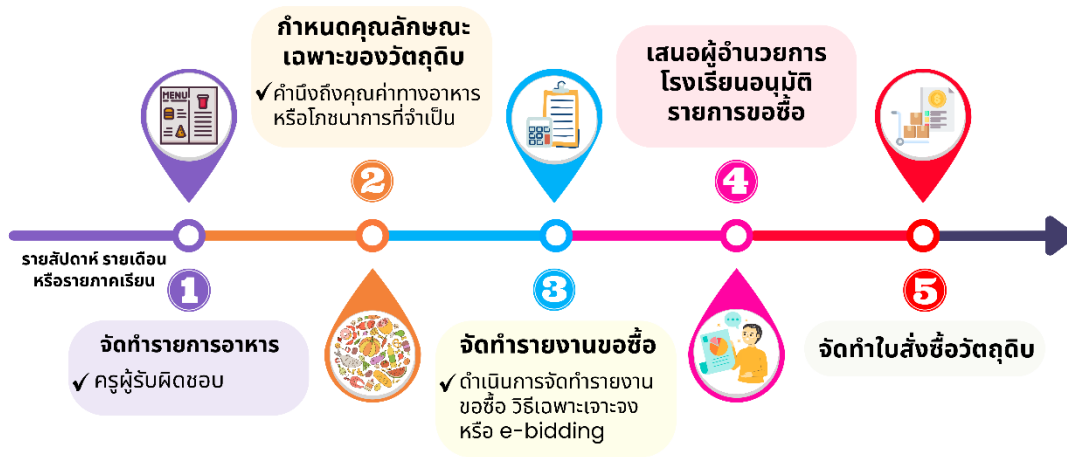 รายสัปดาห์ รายเดือน
หรือรายภาคเรียน
MENU
1
จัดทำรายการอาหาร
✓ ครูผู้รับผิดชอบ
กำหนดคุณลักษณะ
เฉพาะของวัตถุดิบ
✓ คำนึงถึงคุณค่าทางอาหาร
หรือโภชนาการที่จำเป็น
2
3
จัดทำรายงานขอซื้อ
✓ ดำเนินการจัดทำรายงาน
ขอซื้อ วิธีเฉพาะเจาะจง
หรือ e-bidding
เสนอผู้อำนวยการ
โรงเรียนอนุมัติ
รายการขอซื้อ
4
5
จัดทำใบสั่งซื้อวัตถุดิบ